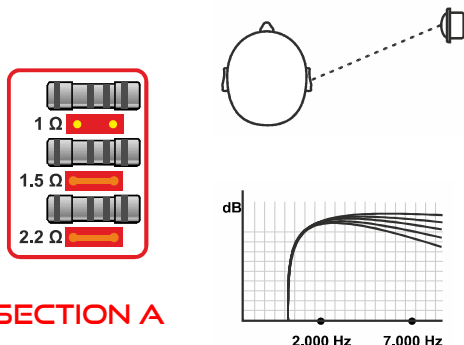 1 Ω
1.5 Ω
2.2 Ω
SECTION A
dB
2,000 Hz
7,000 Hz